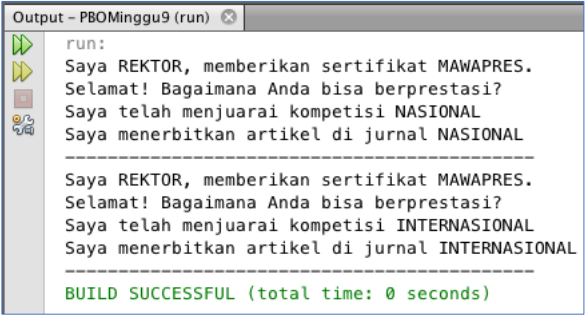 Output – PBOMinggu9 (run)
run:
Saya REKTOR, memberikan sertifikat MAWAPRES.
Selamat! Bagaimana Anda bisa berprestasi?
Saya telah menjuarai kompetisi NASIONAL
Saya menerbitkan artikel di jurnal NASIONAL
-----------------------------------------------
Saya REKTOR, memberikan sertifikat MAWAPRES.
Selamat! Bagaimana Anda bisa berprestasi?
Saya telah menjuarai kompetisi INTERNASIONAL
Saya menerbitkan artikel di jurnal INTERNASIONAL
-----------------------------------------------
BUILD SUCCESSFUL (total time: 0 seconds)